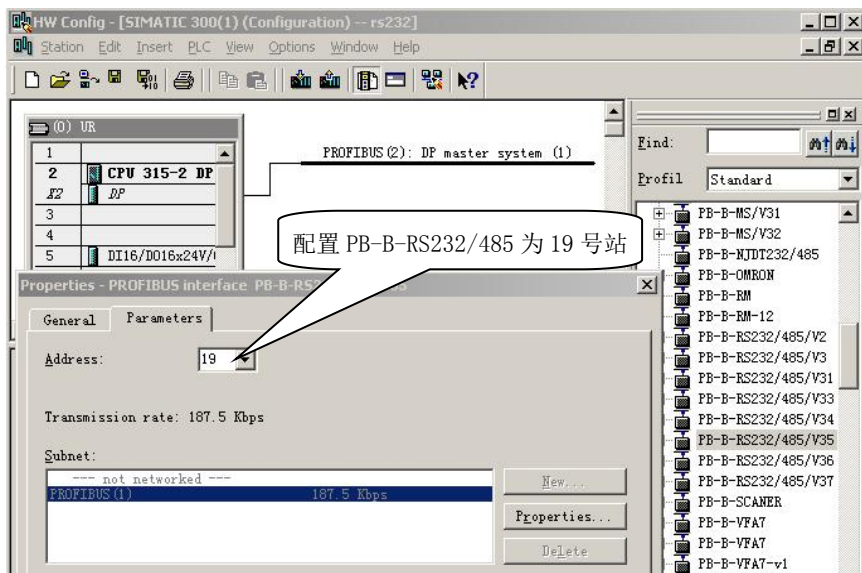 HW Config - [SIMATIC 300(1) (Configuration) -- rs232]
Station Edit Insert PLC View Options Window Help
(0) UR
1
2 CPU 315-2 DP
X2 DP
3
4
5 DI16/DO16x24V/
PROFIBUS(2): DP master system (1)
配置 PB-B-RS232/485 为 19 号站
Properties - PROFIBUS interface PB-B-RS
General Parameters
Address: 19
Transmission rate: 187.5 Kbps
Subnet:
--- not networked ---
PROFIBUS(1) 187.5 Kbps
New...
Properties...
Delete
Find:
Profil Standard
PB-B-MS/V31
PB-B-MS/V32
PB-B-NJDT232/485
PB-B-OMRON
PB-B-RM
PB-B-RM-12
PB-B-RS232/485/V2
PB-B-RS232/485/V3
PB-B-RS232/485/V31
PB-B-RS232/485/V33
PB-B-RS232/485/V34
PB-B-RS232/485/V35
PB-B-RS232/485/V36
PB-B-RS232/485/V37
PB-B-SCANER
PB-B-VFA7
PB-B-VFA7
PB-B-VFA7-v1